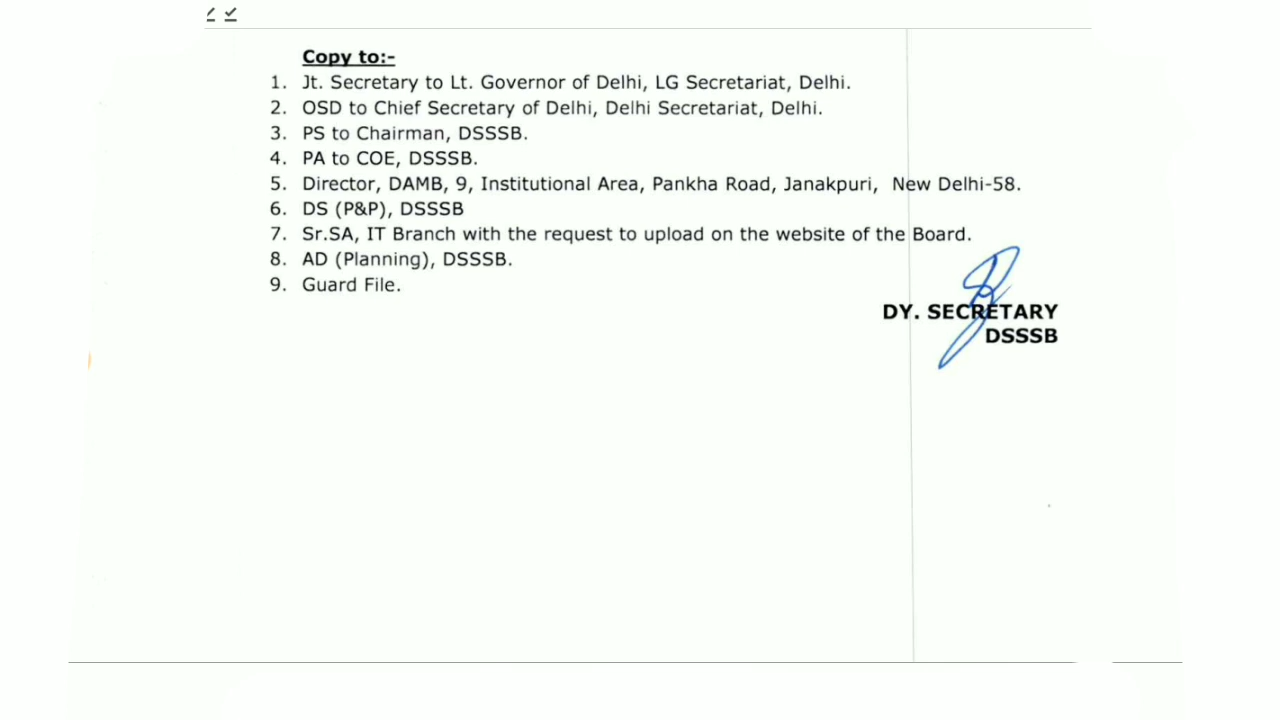 Copy to:-
1. Jt. Secretary to Lt. Governor of Delhi, LG Secretariat, Delhi.
2. OSD to Chief Secretary of Delhi, Delhi Secretariat, Delhi.
3. PS to Chairman, DSSSB.
4. PA to COE, DSSSB.
5. Director, DAMB, 9, Institutional Area, Pankha Road, Janakpuri, New Delhi-58.
6. DS (P&P), DSSSB
7. Sr.SA, IT Branch with the request to upload on the website of the Board.
8. AD (Planning), DSSSB.
9. Guard File.
DY. SECRETARY
DSSSB